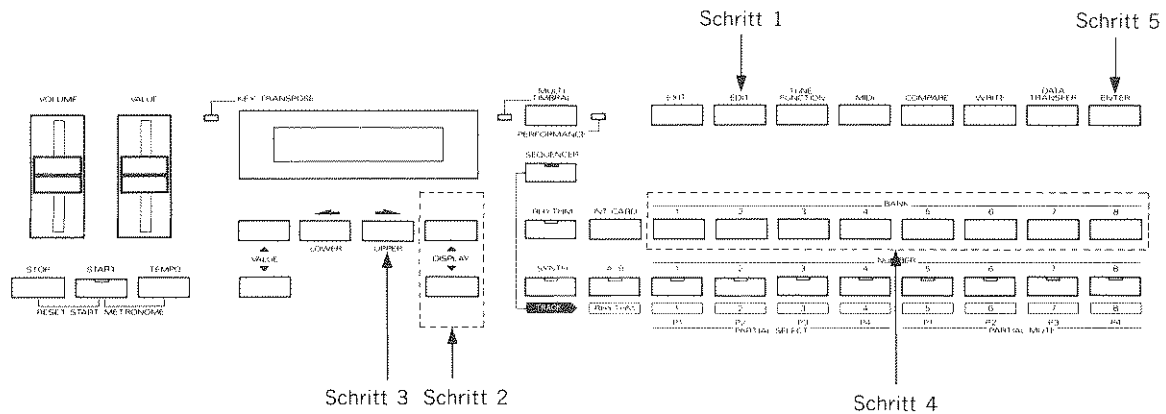 Schritt 1 Schritt 5
VOLUME VALUE KEY TRANSPOSE MULTI TIMBRAL EXIT EDIT TUNE FUNCTION MIDI COMPARE WRITE DATA TRANSFER ENTER
PERFORMANCE
SEQUENCER
BANK
RHYTHM INT CARD 1 2 3 4 5 6 7 8
LOWER UPPER
VALUE DISPLAY
NUMBER
STOP START TEMPO SYNTH A/B 1 2 3 4 5 6 7 8
RESET START METRONOME TRACK RHYTHM 1 2 3 4 5 6 7 8
P1 P2 P3 P4 P1 P2 P3 P4
PARTIAL SELECT PARTIAL MUTE
Schritt 3 Schritt 2 Schritt 4